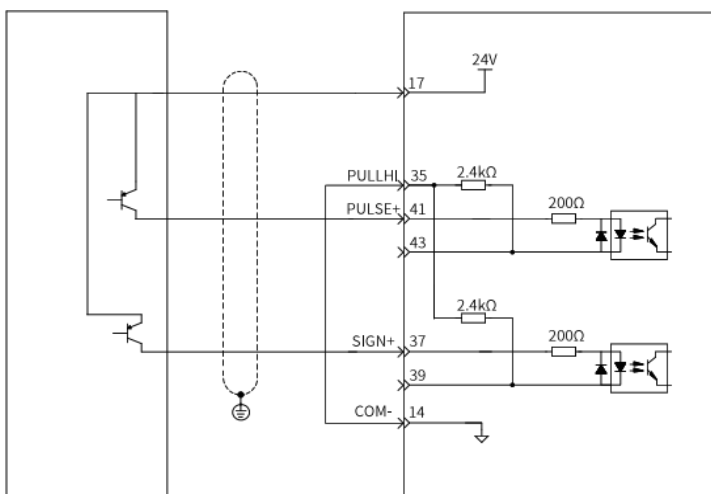 24V
17
PULLHI 35 2.4kΩ
PULSE+ 41 200Ω
43
2.4kΩ
SIGN+ 37 200Ω
39
COM- 14